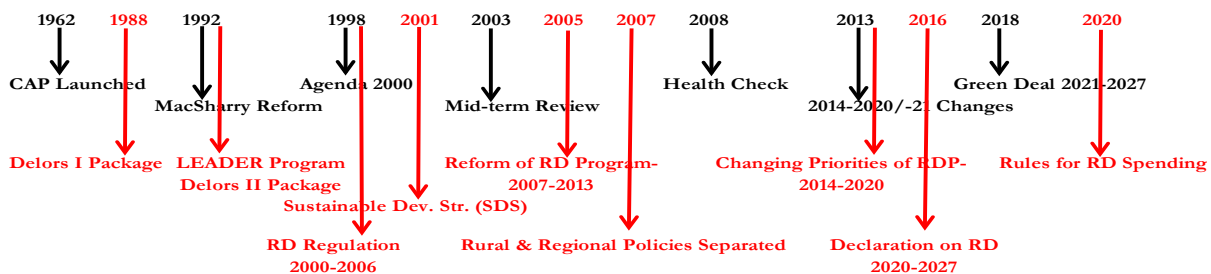 1962 1988 1992 1998 2001 2003 2005 2007 2008 2013 2016 2018 2020
CAP Launched Agenda 2000 Health Check Green Deal 2021-2027
MacSharry Reform Mid-term Review 2014-2020/-21 Changes
Delors I Package LEADER Program Reform of RD Program- Changing Priorities of RDP- Rules for RD Spending
Delors II Package 2007-2013 2014-2020
Sustainable Dev. Str. (SDS)
RD Regulation Rural & Regional Policies Separated Declaration on RD
2000-2006 2020-2027